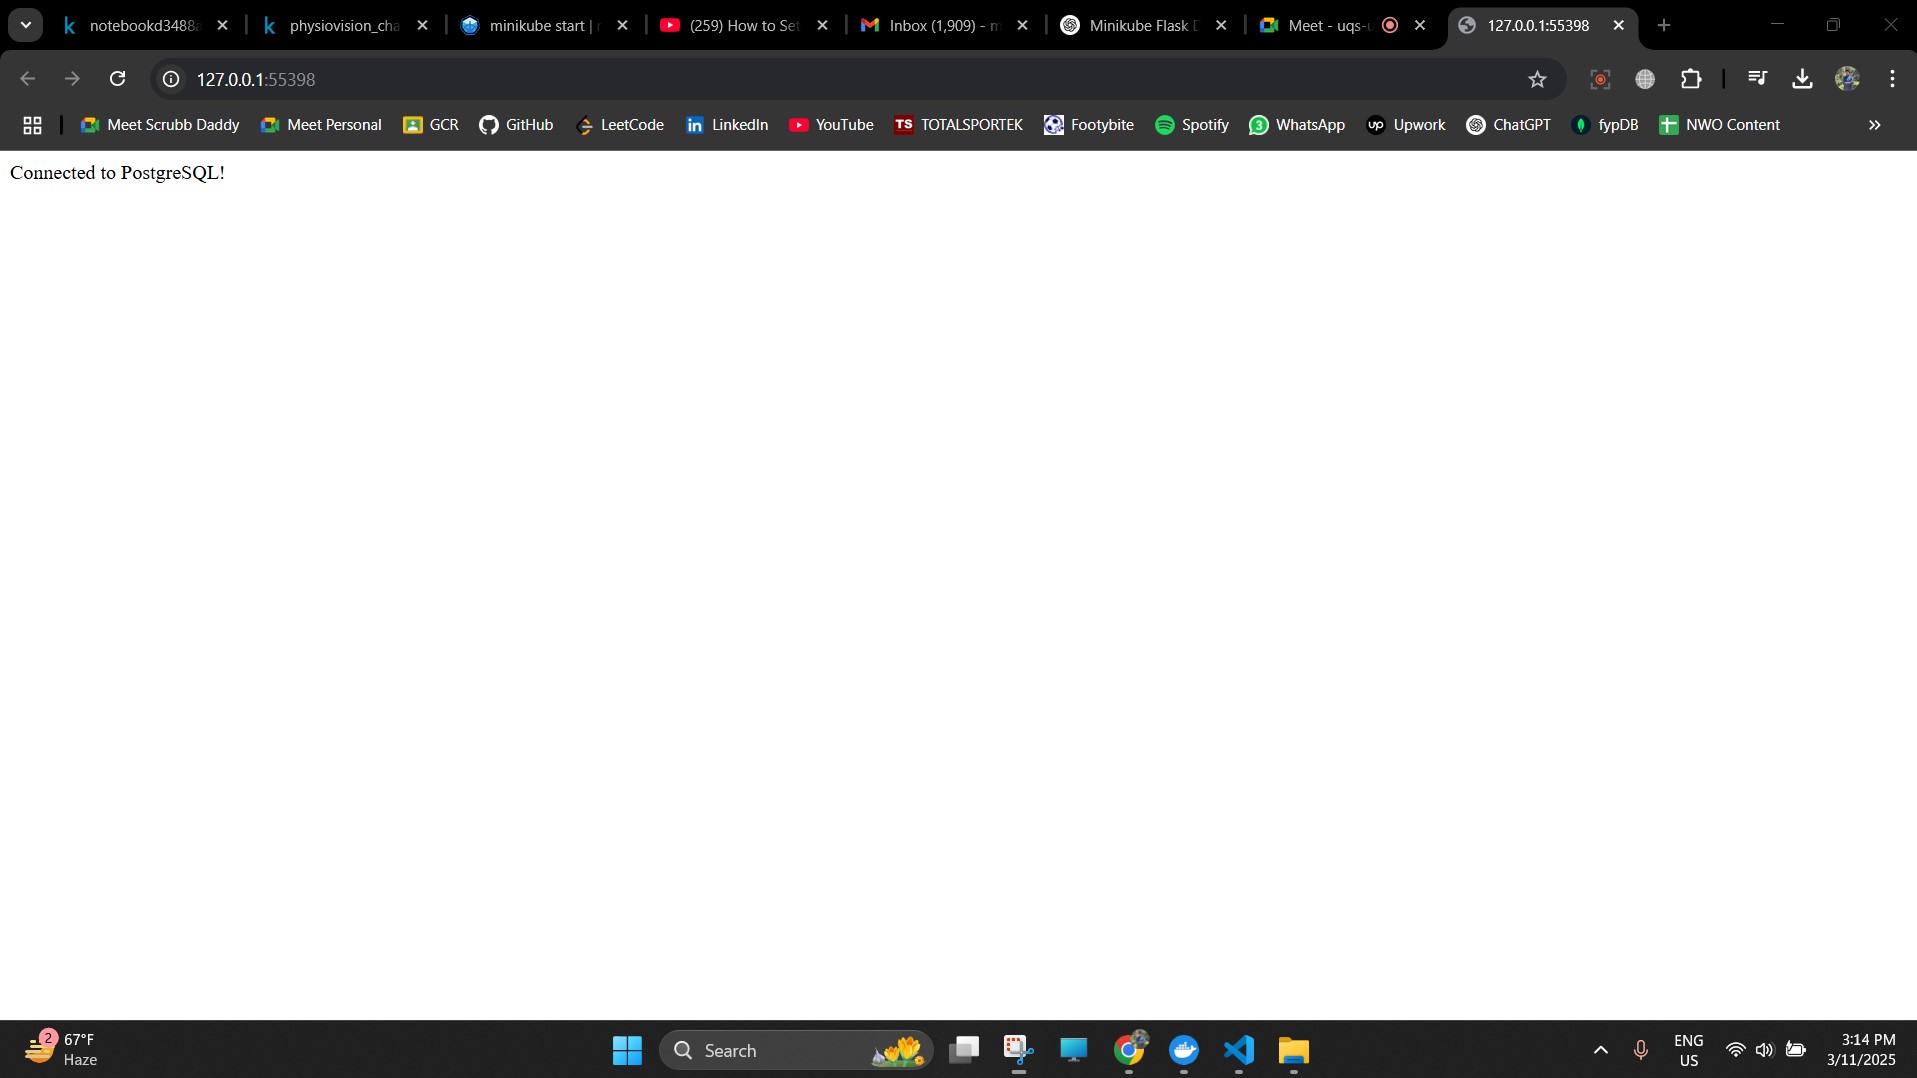 notebookd3488a
physiovision_cha
minikube start |
(259) How to Set
Inbox (1,909) - m
Minikube Flask D
Meet - uqs-u
127.0.0.1:55398
127.0.0.1:55398
Meet Scrubb Daddy
Meet Personal
GCR
GitHub
LeetCode
LinkedIn
YouTube
TS TOTALSPORTEK
Footybite
Spotify
3 WhatsApp
up Upwork
ChatGPT
fypDB
NWO Content
Connected to PostgreSQL!
2
67°F
Haze
Search
ENG
US
3:14 PM
3/11/2025